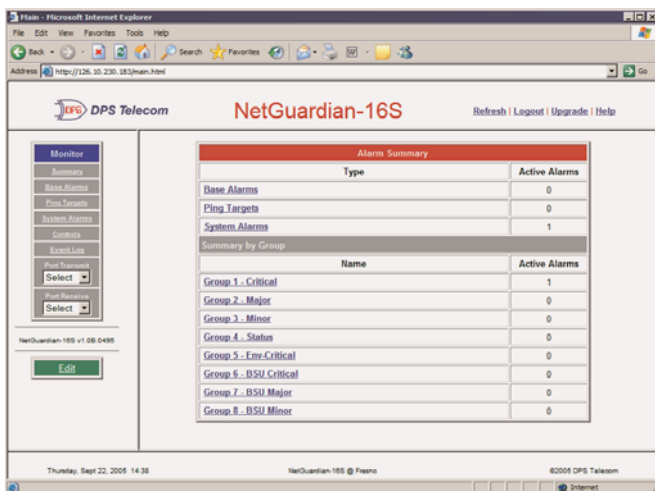 Main - Microsoft Internet Explorer
File Edit View Favorites Tools Help
Back Search Favorites
Address http://126.10.230.183/main.html Go
DPS DPS Telecom NetGuardian-16S Refresh | Logout | Upgrade | Help
Monitor
Summary
Base Alarms
Ping Targets
System Alarms
Controls
Event Log
Port Transmit
Select
Port Receive
Select
NetGuardian-16S v1.0B.0495
Edit
Alarm Summary
Type Active Alarms
Base Alarms 0
Ping Targets 0
System Alarms 1
Summary by Group
Name Active Alarms
Group 1 - Critical 1
Group 2 - Major 0
Group 3 - Minor 0
Group 4 - Status 0
Group 5 - Env-Critical 0
Group 6 - BSU Critical 0
Group 7 - BSU Major 0
Group 8 - BSU Minor 0
Thursday, Sept 22, 2005 14:38 NetGuardian-16S @ Fresno ©2005 DPS Telecom
Internet